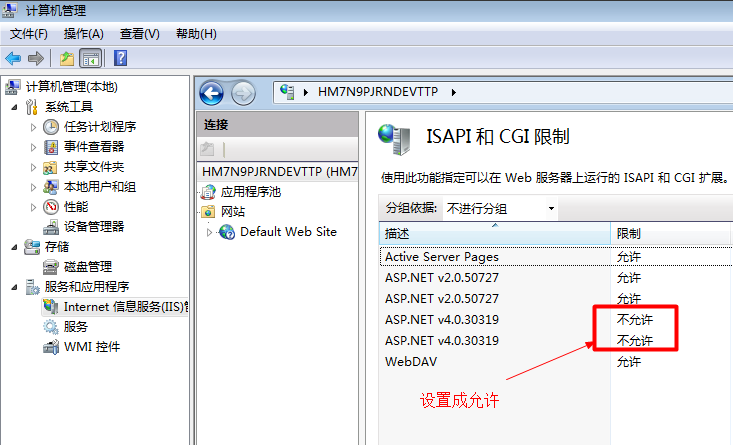 计算机管理
文件(F) 操作(A) 查看(V) 帮助(H)
计算机管理(本地)
系统工具
任务计划程序
事件查看器
共享文件夹
本地用户和组
性能
设备管理器
存储
磁盘管理
服务和应用程序
Internet 信息服务(IIS)
服务
WMI 控件
HM7N9PJRNDEVTTP
连接
HM7N9PJRNDEVTTP (HM7
应用程序池
网站
Default Web Site
ISAPI 和 CGI 限制
使用此功能指定可以在 Web 服务器上运行的 ISAPI 和 CGI 扩展。
分组依据: 不进行分组
描述 限制
Active Server Pages 允许
ASP.NET v2.0.50727 允许
ASP.NET v2.0.50727 允许
ASP.NET v4.0.30319 不允许
ASP.NET v4.0.30319 不允许
WebDAV 允许
设置成允许